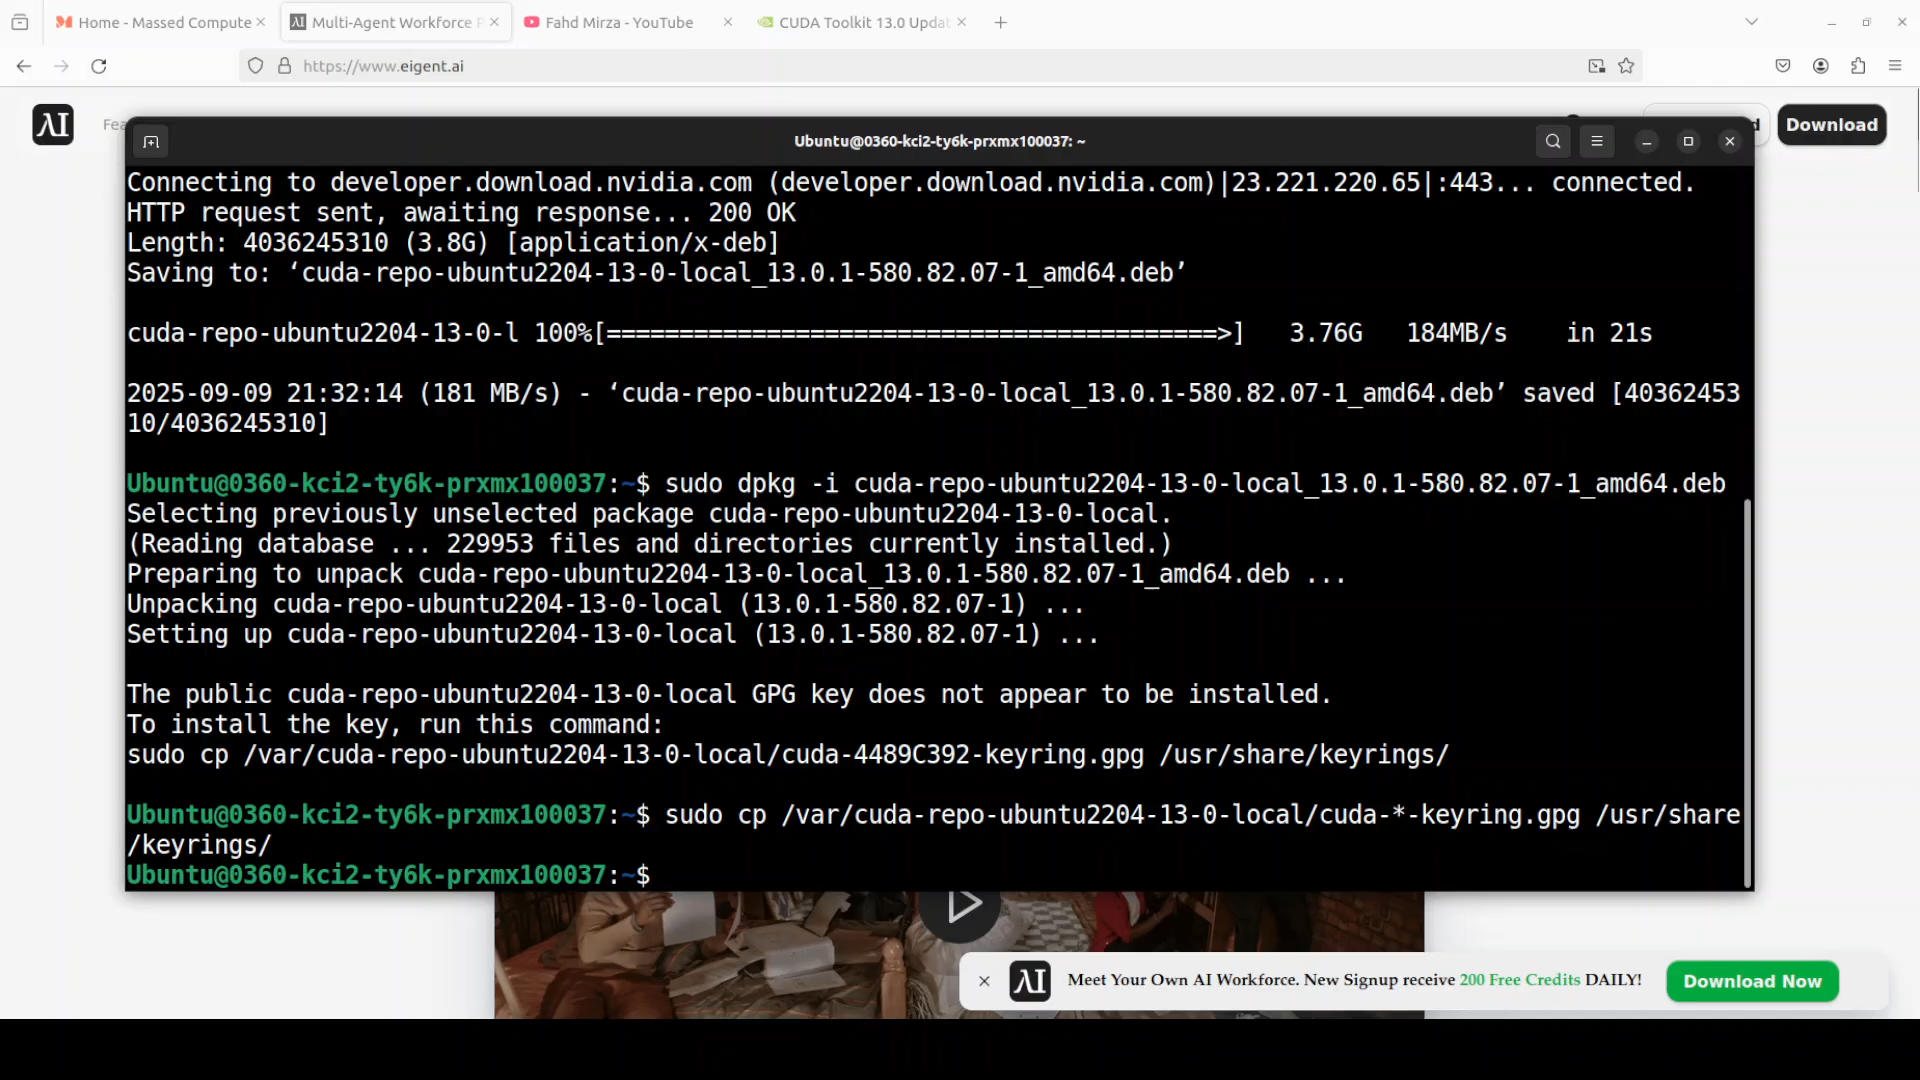 Home - Massed Compute
Multi-Agent Workforce
Fahd Mirza - YouTube
CUDA Toolkit 13.0 Updat
https://www.eigent.ai
λI
Fea
Download
Ubuntu@0360-kci2-ty6k-prxmx100037: ~
Connecting to developer.download.nvidia.com (developer.download.nvidia.com)|23.221.220.65|:443... connected.
HTTP request sent, awaiting response... 200 OK
Length: 4036245310 (3.8G) [application/x-deb]
Saving to: ‘cuda-repo-ubuntu2204-13-0-local_13.0.1-580.82.07-1_amd64.deb’
cuda-repo-ubuntu2204-13-0-l 100%[==========================================>]   3.76G   184MB/s    in 21s
2025-09-09 21:32:14 (181 MB/s) - ‘cuda-repo-ubuntu2204-13-0-local_13.0.1-580.82.07-1_amd64.deb’ saved [40362453
10/4036245310]
Ubuntu@0360-kci2-ty6k-prxmx100037:~$ sudo dpkg -i cuda-repo-ubuntu2204-13-0-local_13.0.1-580.82.07-1_amd64.deb
Selecting previously unselected package cuda-repo-ubuntu2204-13-0-local.
(Reading database ... 229953 files and directories currently installed.)
Preparing to unpack cuda-repo-ubuntu2204-13-0-local_13.0.1-580.82.07-1_amd64.deb ...
Unpacking cuda-repo-ubuntu2204-13-0-local (13.0.1-580.82.07-1) ...
Setting up cuda-repo-ubuntu2204-13-0-local (13.0.1-580.82.07-1) ...
The public cuda-repo-ubuntu2204-13-0-local GPG key does not appear to be installed.
To install the key, run this command:
sudo cp /var/cuda-repo-ubuntu2204-13-0-local/cuda-4489C392-keyring.gpg /usr/share/keyrings/
Ubuntu@0360-kci2-ty6k-prxmx100037:~$ sudo cp /var/cuda-repo-ubuntu2204-13-0-local/cuda-*-keyring.gpg /usr/share
/keyrings/
Ubuntu@0360-kci2-ty6k-prxmx100037:~$
λI
Meet Your Own AI Workforce. New Signup receive 200 Free Credits DAILY!
Download Now